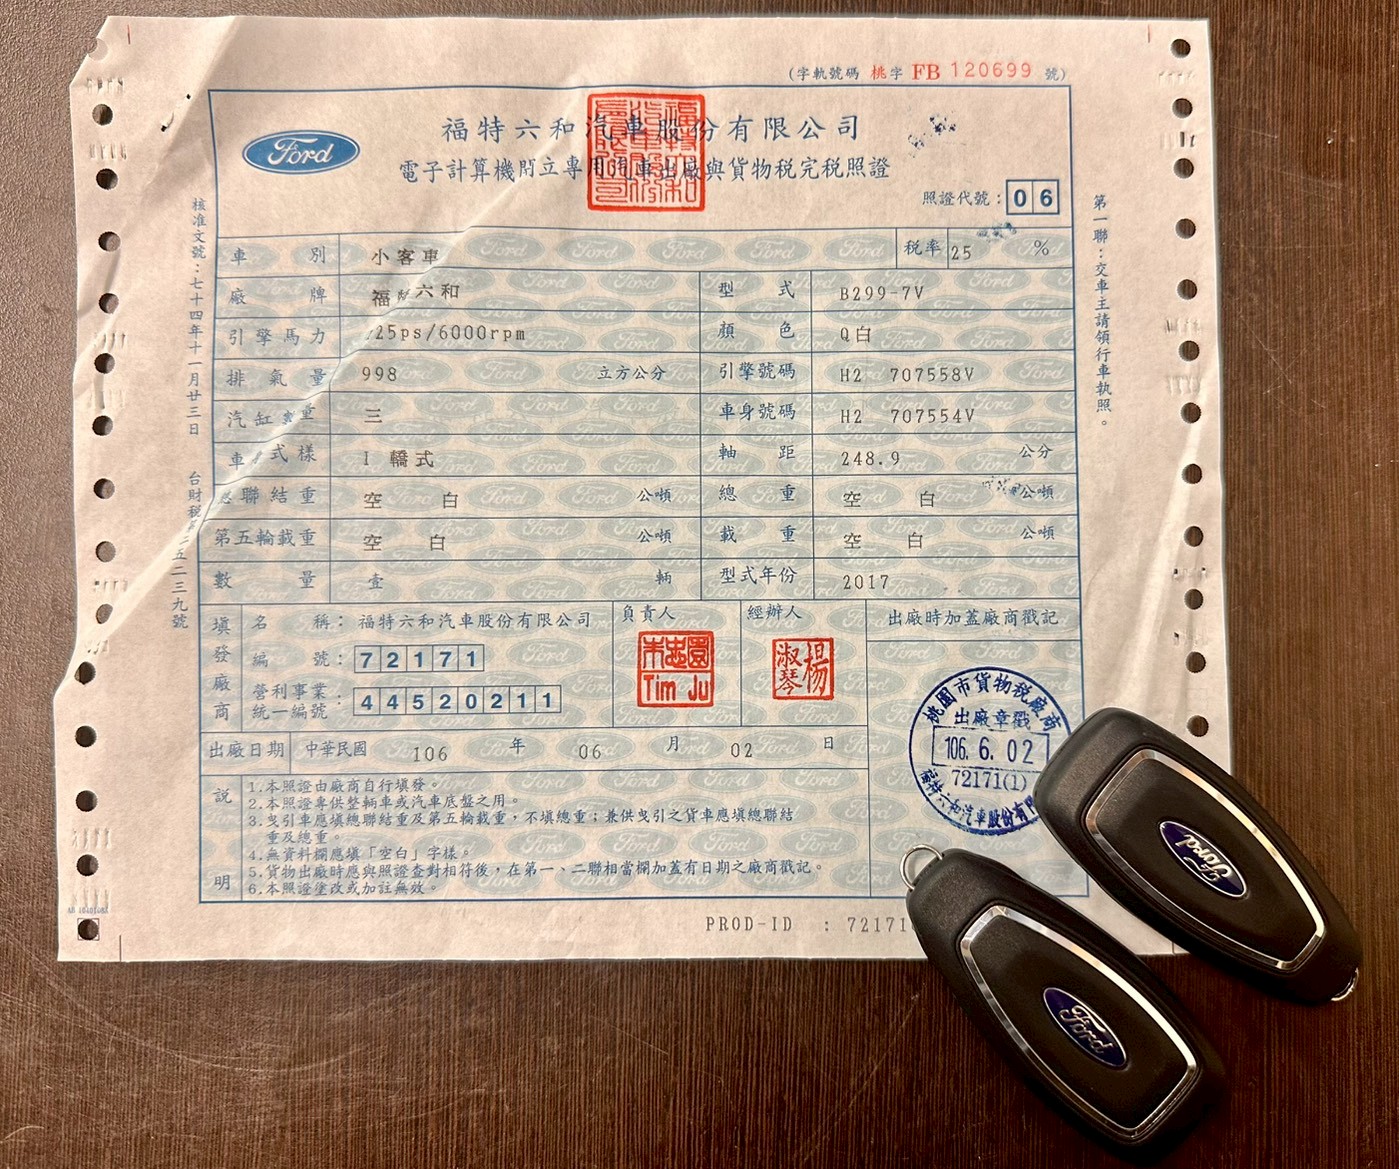 (字軌號碼 桃字 FB 120699 號)
Ford
福特六和汽車股份有限公司
電子計算機開立專用汽車出廠與貨物稅完稅照證
照證代號：06
核准文號：七十四年十一月廿三日 台財稅第 五二三九號
第一聯：交車主請領行車執照。
車別 小客車 稅率 25 %
廠牌 福特六和 型式 B299-7V
引擎馬力 25ps/6000rpm 顏色 Q白
排氣量 998 立方公分 引擎號碼 H2 707558V
汽缸 重 三 車身號碼 H2 707554V
車 式樣 I 轎式 軸距 248.9 公分
聯結重 空白 公噸 總重 空白 公噸
第五輪載重 空白 公噸 載重 空白 公噸
數量 壹 輛 型式年份 2017
填發廠商 名稱：福特六和汽車股份有限公司 負責人 經辦人 出廠時加蓋廠商戳記
編號：72171
營利事業統一編號：44520211
Tim Ju
楊淑琴
桃園市貨物稅廠商
出廠章戳
106. 6. 02
72171(1)
福特六和汽車股份有
出廠日期 中華民國 106 年 06 月 02 日
說明
1.本照證由廠商自行填發。
2.本照證專供整輛車或汽車底盤之用。
3.曳引車應填總聯結重及第五輪載重，不填總重；兼供曳引之貨車應填總聯結
重及總重。
4.無資料欄應填「空白」字樣。
5.貨物出廠時應與照證查對相符後，在第一、二聯相當欄加蓋有日期之廠商戳記。
6.本照證塗改或加註無效。
PROD-ID : 72171
Ford
Ford